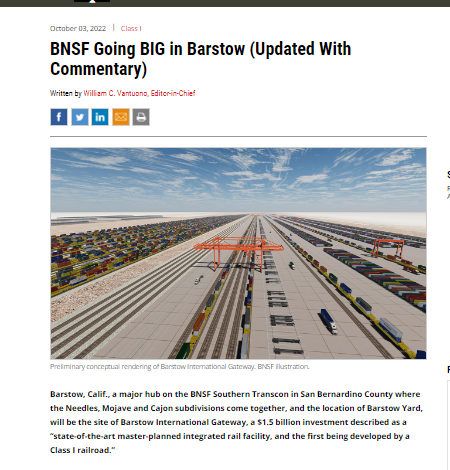 October 03, 2022 | Class I
BNSF Going BIG in Barstow (Updated With
Commentary)
Written by William C. Vantuono, Editor-in-Chief
Preliminary conceptual rendering of Barstow International Gateway. BNSF illustration.
Barstow, Calif., a major hub on the BNSF Southern Transcon in San Bernardino County where
the Needles, Mojave and Cajon subdivisions come together, and the location of Barstow Yard,
will be the site of Barstow International Gateway, a $1.5 billion investment described as a
“state-of-the-art master-planned integrated rail facility, and the first being developed by a
Class I railroad.”